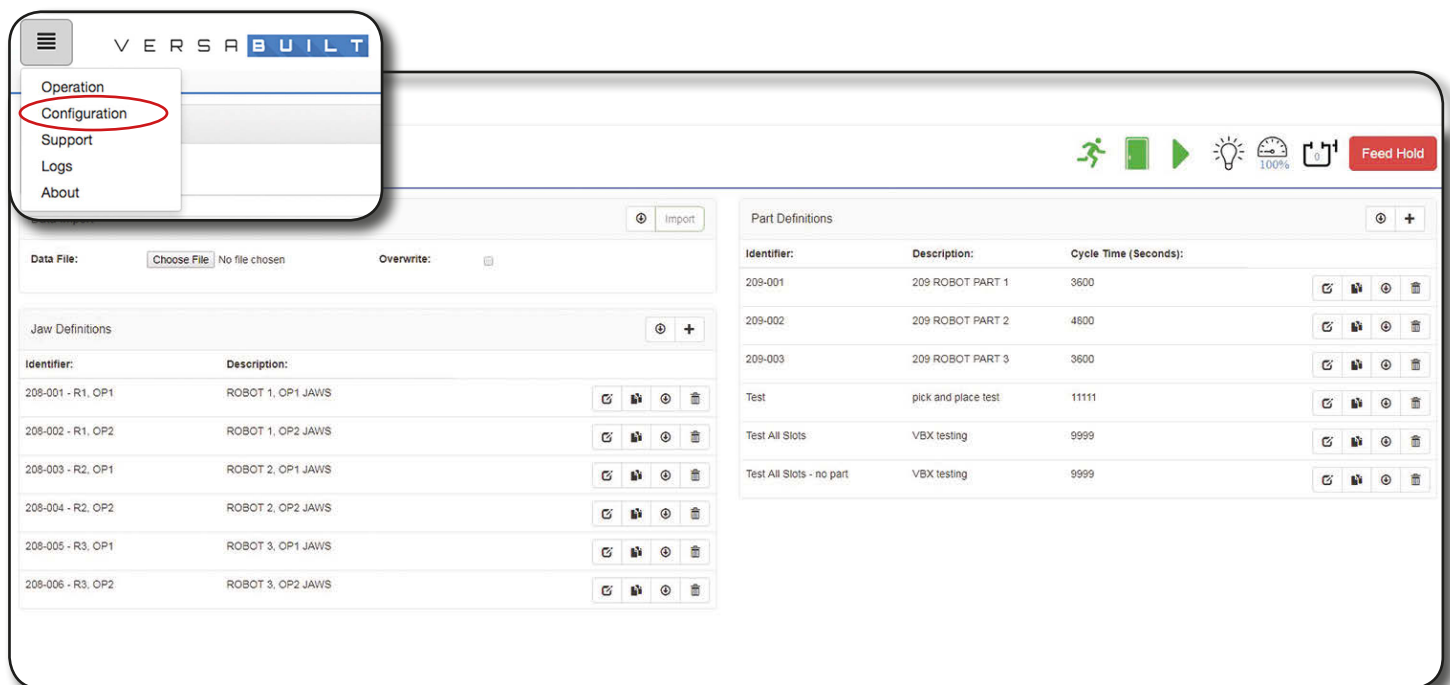 VERSABUILT
Operation
Configuration
Support
Logs
About
100%
0
Feed Hold
Import
Data File: Choose File No file chosen Overwrite:
Jaw Definitions
Identifier: Description:
208-001 - R1, OP1 ROBOT 1, OP1 JAWS
208-002 - R1, OP2 ROBOT 1, OP2 JAWS
208-003 - R2, OP1 ROBOT 2, OP1 JAWS
208-004 - R2, OP2 ROBOT 2, OP2 JAWS
208-005 - R3, OP1 ROBOT 3, OP1 JAWS
208-006 - R3, OP2 ROBOT 3, OP2 JAWS
Part Definitions
Identifier: Description: Cycle Time (Seconds):
209-001 209 ROBOT PART 1 3600
209-002 209 ROBOT PART 2 4800
209-003 209 ROBOT PART 3 3600
Test pick and place test 11111
Test All Slots VBX testing 9999
Test All Slots - no part VBX testing 9999